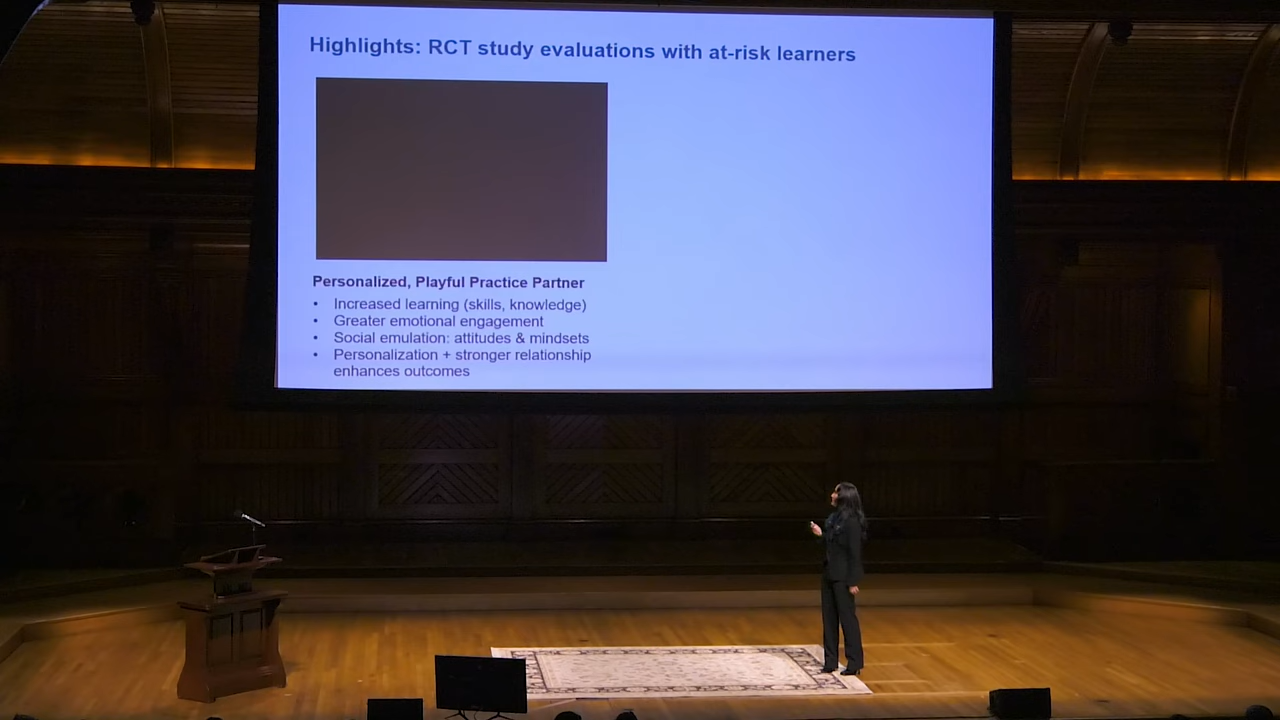 Highlights: RCT study evaluations with at-risk learners
Personalized, Playful Practice Partner
• Increased learning (skills, knowledge)
• Greater emotional engagement
• Social emulation: attitudes & mindsets
• Personalization + stronger relationship
enhances outcomes